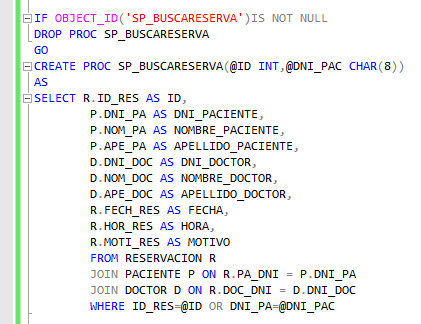 IF OBJECT_ID('SP_BUSCARESERVA')IS NOT NULL
DROP PROC SP_BUSCARESERVA
GO
CREATE PROC SP_BUSCARESERVA(@ID INT,@DNI_PAC CHAR(8))
AS
SELECT R.ID_RES AS ID,
P.DNI_PA AS DNI_PACIENTE,
P.NOM_PA AS NOMBRE_PACIENTE,
P.APE_PA AS APELLIDO_PACIENTE,
D.DNI_DOC AS DNI_DOCTOR,
D.NOM_DOC AS NOMBRE_DOCTOR,
D.APE_DOC AS APELLIDO_DOCTOR,
R.FECH_RES AS FECHA,
R.HOR_RES AS HORA,
R.MOTI_RES AS MOTIVO
FROM RESERVACION R
JOIN PACIENTE P ON R.PA_DNI = P.DNI_PA
JOIN DOCTOR D ON R.DOC_DNI = D.DNI_DOC
WHERE ID_RES=@ID OR DNI_PA=@DNI_PAC